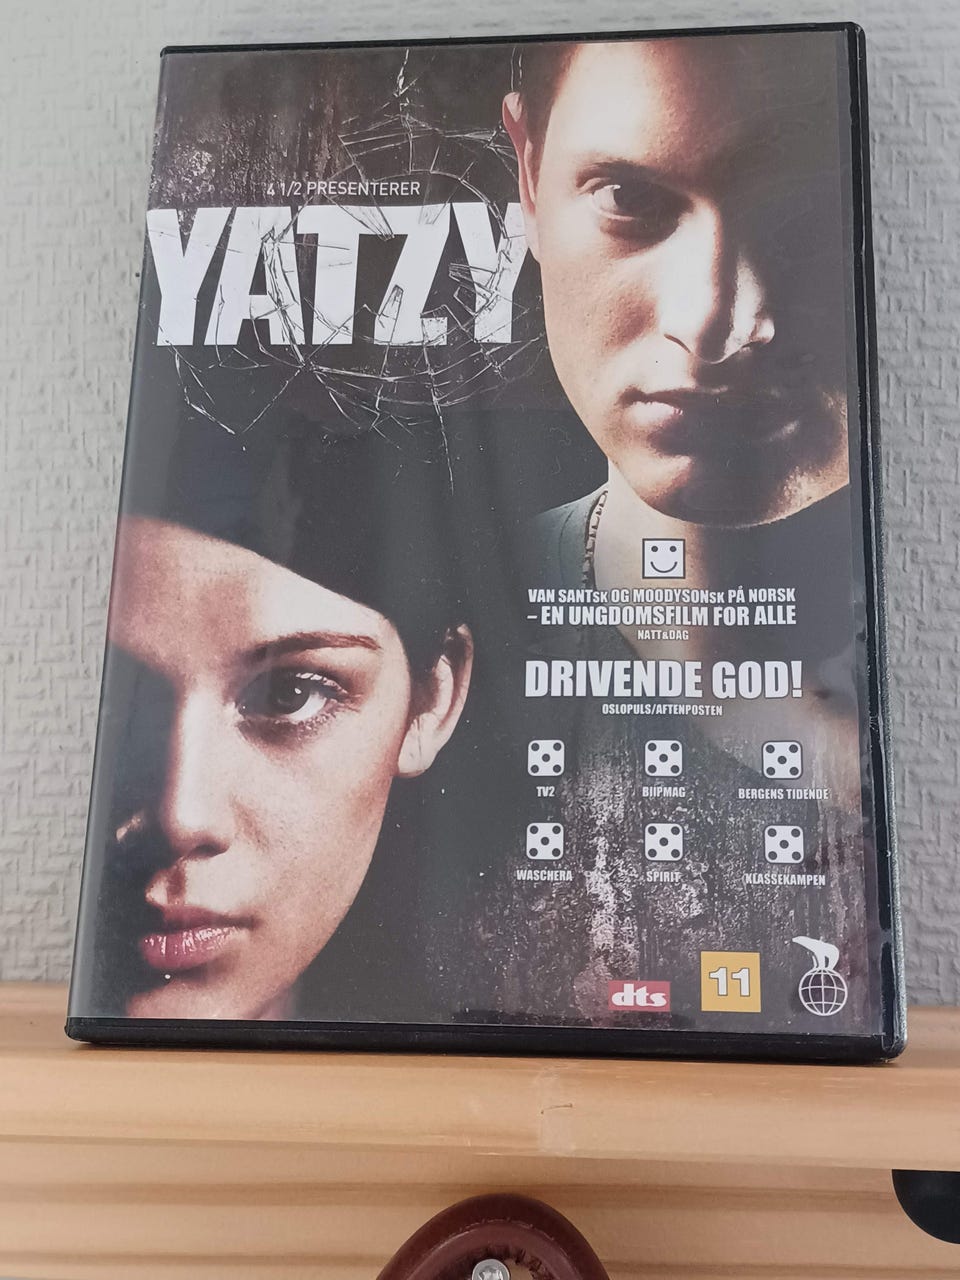 4 1/2 PRESENTERER
YATZY
VAN SANTSK OG MOODYSONSK PÅ NORSK
– EN UNGDOMSFILM FOR ALLE
NATT&DAG
DRIVENDE GOD!
OSLOPULS/AFTENPOSTEN
TV2 BIIPMAG BERGENS TIDENDE
WASCHERA SPIRIT KLASSEKAMPEN
dts 11